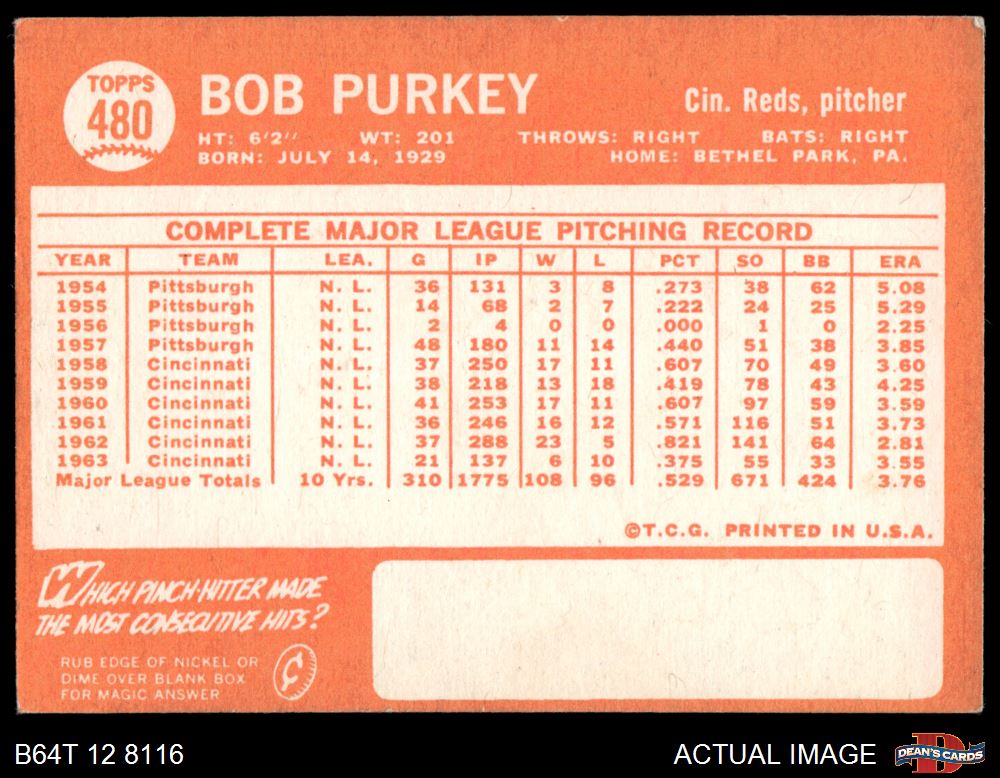 TOPPS
480
BOB PURKEY
Cin. Reds, pitcher
HT: 6'2" WT: 201 THROWS: RIGHT BATS: RIGHT
BORN: JULY 14, 1929 HOME: BETHEL PARK, PA.
COMPLETE MAJOR LEAGUE PITCHING RECORD
YEAR TEAM LEA. G IP W L PCT SO BB ERA
1954 Pittsburgh N. L. 36 131 3 8 .273 38 62 5.08
1955 Pittsburgh N. L. 14 68 2 7 .222 24 25 5.29
1956 Pittsburgh N. L. 2 4 0 0 .000 1 0 2.25
1957 Pittsburgh N. L. 48 180 11 14 .440 51 38 3.85
1958 Cincinnati N. L. 37 250 17 11 .607 70 49 3.60
1959 Cincinnati N. L. 38 218 13 18 .419 78 43 4.25
1960 Cincinnati N. L. 41 253 17 11 .607 97 59 3.59
1961 Cincinnati N. L. 36 246 16 12 .571 116 51 3.73
1962 Cincinnati N. L. 37 288 23 5 .821 141 64 2.81
1963 Cincinnati N. L. 21 137 6 10 .375 55 33 3.55
Major League Totals 10 Yrs. 310 1775 108 96 .529 671 424 3.76
©T.C.G. PRINTED IN U.S.A.
WHICH PINCH-HITTER MADE
THE MOST CONSECUTIVE HITS?
RUB EDGE OF NICKEL OR
DIME OVER BLANK BOX
FOR MAGIC ANSWER
¢
B64T 12 8116
ACTUAL IMAGE
D
DEAN'S CARDS